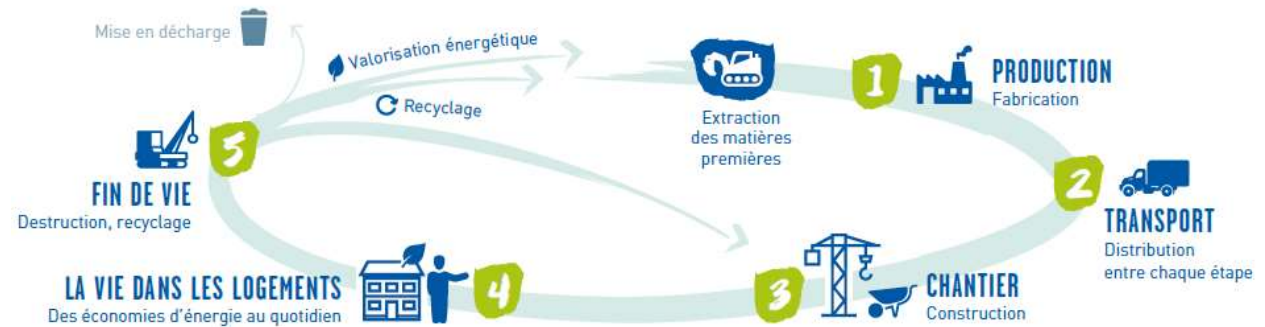 Mise en décharge
Valorisation énergétique
Recyclage
Extraction
des matières
premières
1
PRODUCTION
Fabrication
2
TRANSPORT
Distribution
entre chaque étape
3
CHANTIER
Construction
4
LA VIE DANS LES LOGEMENTS
Des économies d'énergie au quotidien
5
FIN DE VIE
Destruction, recyclage